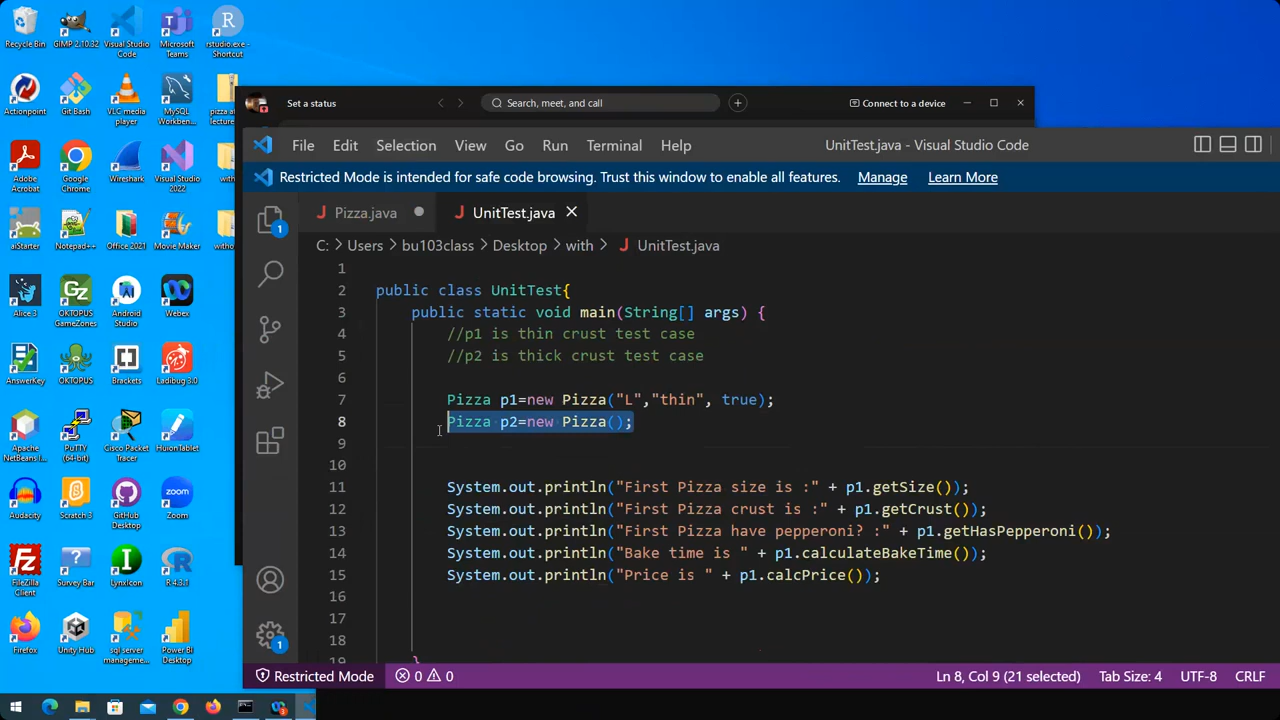 Recycle Bin
GIMP 2.10.32
Visual Studio Code
Microsoft Teams
rstudio.exe - Shortcut
Actionpoint
Git Bash
VLC media player
MySQL Workben...
Adobe Acrobat
Google Chrome
Wireshark
Visual Studio 2022
aiStarter
Notepad++
Office 2021
Movie Maker
Alice 3
OKTOPUS GameZones
Android Studio
Webex
AnswerKey
OKTOPUS
Brackets
Ladibug 3.0
Apache NetBeans I...
PuTTY (64-bit)
Cisco Packet Tracer
HuionTablet
Audacity
Scratch 3
GitHub Desktop
Zoom
FileZilla Client
Survey Bar
LynxIcon
R 4.3.1
Firefox
Unity Hub
sql server manageme...
Power BI Desktop
Set a status
Search, meet, and call
Connect to a device
File Edit Selection View Go Run Terminal Help
UnitTest.java - Visual Studio Code
Restricted Mode is intended for safe code browsing. Trust this window to enable all features. Manage Learn More
Pizza.java
UnitTest.java
C: > Users > bu103class > Desktop > with > UnitTest.java
1
2 public class UnitTest{
3 public static void main(String[] args) {
4 //p1 is thin crust test case
5 //p2 is thick crust test case
6
7 Pizza p1=new Pizza("L","thin", true);
8 Pizza p2=new Pizza();
9
10
11 System.out.println("First Pizza size is :" + p1.getSize());
12 System.out.println("First Pizza crust is :" + p1.getCrust());
13 System.out.println("First Pizza have pepperoni? :" + p1.getHasPepperoni());
14 System.out.println("Bake time is " + p1.calculateBakeTime());
15 System.out.println("Price is " + p1.calcPrice());
16
17
18
19 }
Restricted Mode 0 0 Ln 8, Col 9 (21 selected) Tab Size: 4 UTF-8 CRLF